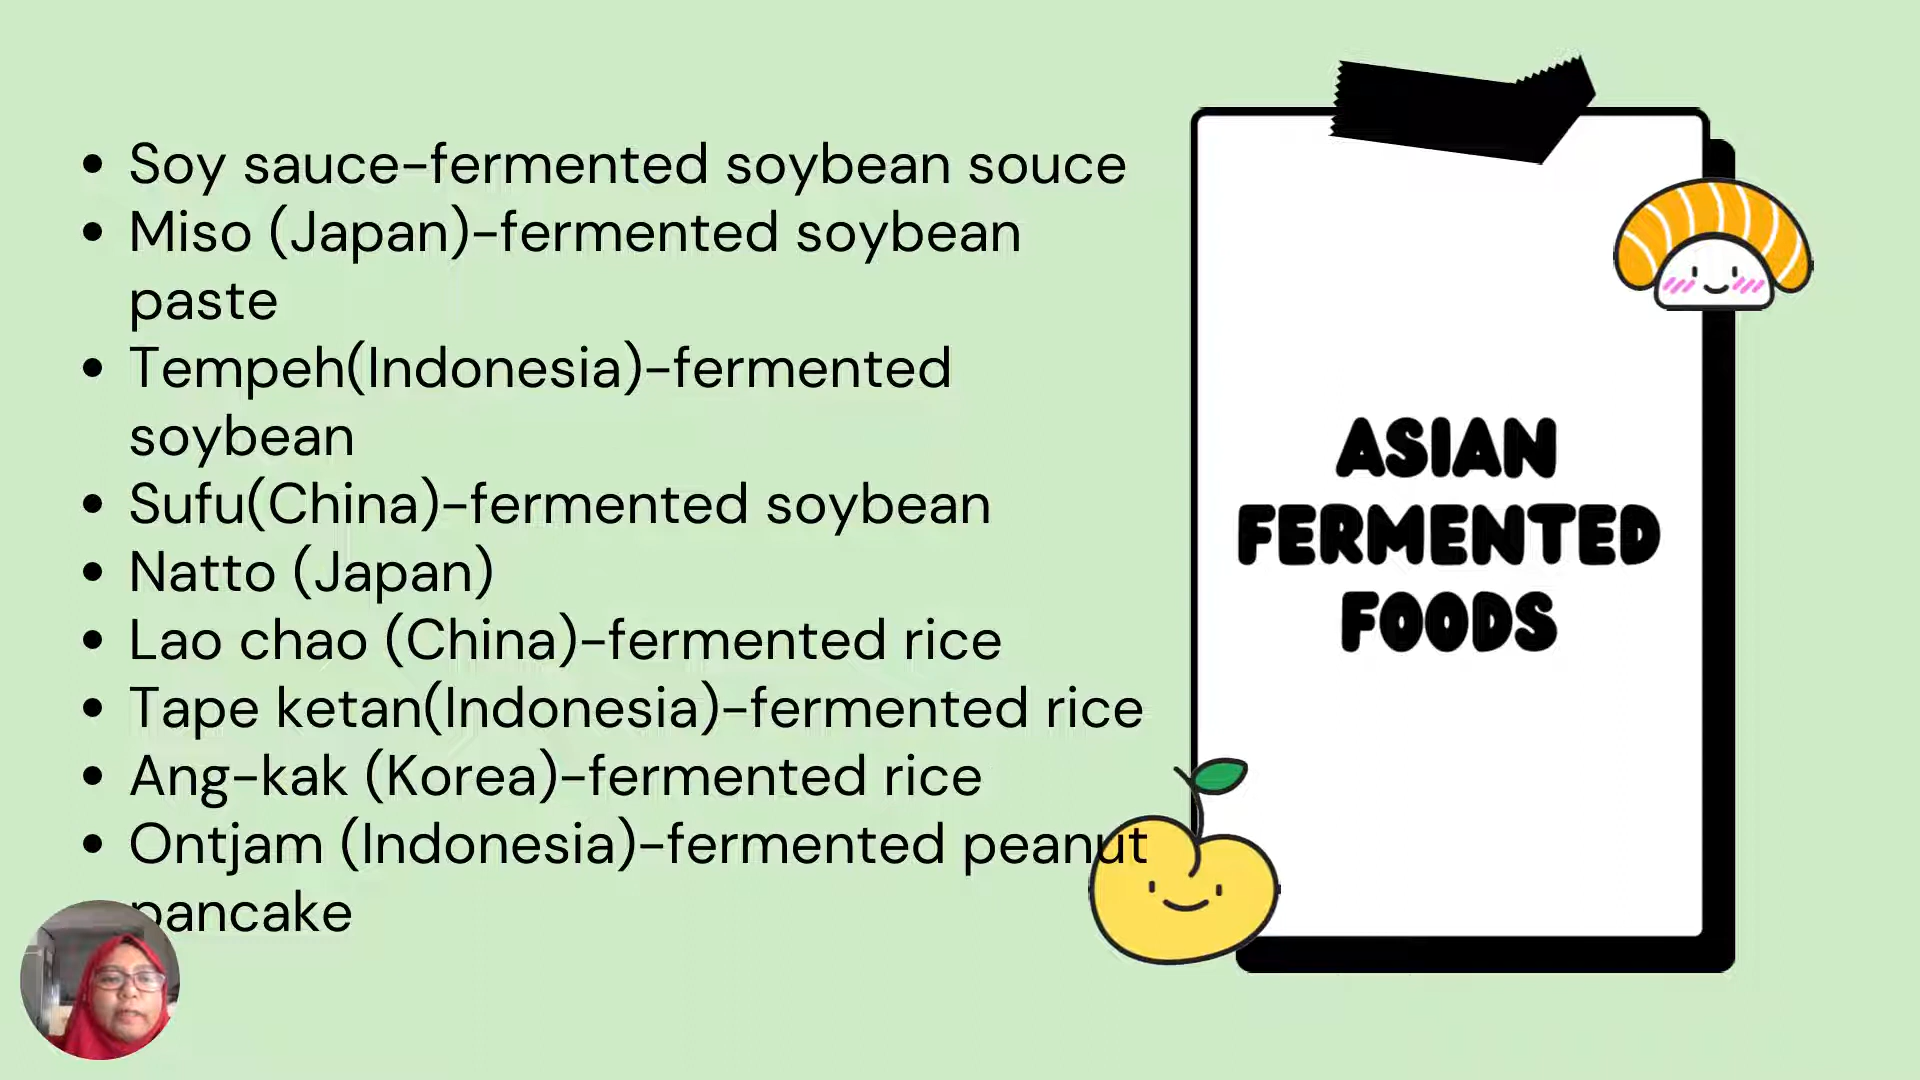 • Soy sauce-fermented soybean souce
• Miso (Japan)-fermented soybean
paste
• Tempeh(Indonesia)-fermented
soybean
• Sufu(China)-fermented soybean
• Natto (Japan)
• Lao chao (China)-fermented rice
• Tape ketan(Indonesia)-fermented rice
• Ang-kak (Korea)-fermented rice
• Ontjam (Indonesia)-fermented peanut
pancake
ASIAN
FERMENTED
FOODS